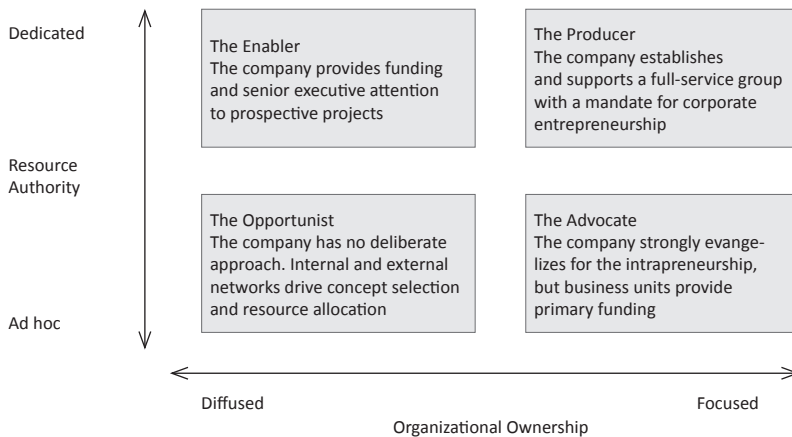 Dedicated
The Enabler
The company provides funding
and senior executive attention
to prospective projects
The Producer
The company establishes
and supports a full-service group
with a mandate for corporate
entrepreneurship
Resource
Authority
The Opportunist
The company has no deliberate
approach. Internal and external
networks drive concept selection
and resource allocation
The Advocate
The company strongly evange-
lizes for the intrapreneurship,
but business units provide
primary funding
Ad hoc
Diffused
Focused
Organizational Ownership